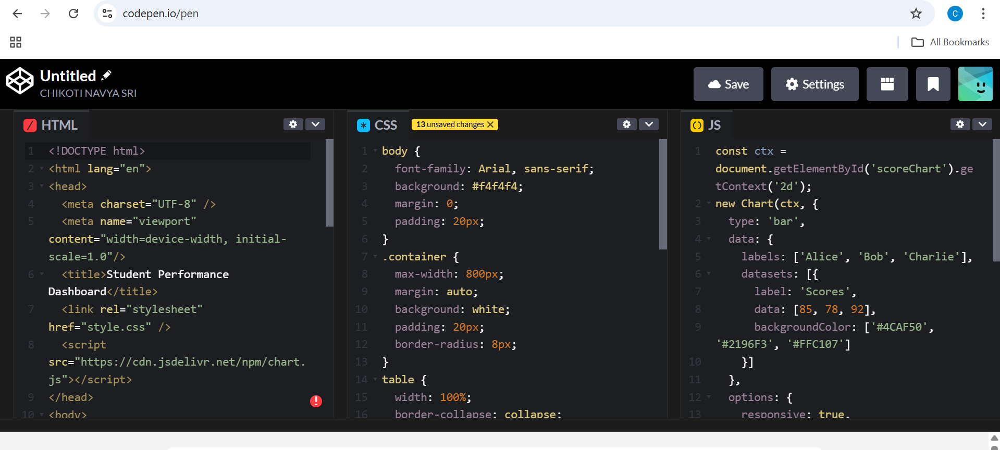 codepen.io/pen
All Bookmarks
C
Untitled
CHIKOTI NAVYA SRI
Save
Settings
HTML
1 <!DOCTYPE html>
2 <html lang="en">
3 <head>
4 <meta charset="UTF-8" />
5 <meta name="viewport"
content="width=device-width, initial-
scale=1.0"/>
6 <title>Student Performance
Dashboard</title>
7 <link rel="stylesheet"
href="style.css" />
8 <script
src="https://cdn.jsdelivr.net/npm/chart.
js"></script>
9 </head>
10 <body>
CSS
13 unsaved changes
1 body {
2 font-family: Arial, sans-serif;
3 background: #f4f4f4;
4 margin: 0;
5 padding: 20px;
6 }
7 .container {
8 max-width: 800px;
9 margin: auto;
10 background: white;
11 padding: 20px;
12 border-radius: 8px;
13 }
14 table {
15 width: 100%;
16 border-collapse: collapse;
JS
1 const ctx =
document.getElementById('scoreChart').ge
tContext('2d');
2 new Chart(ctx, {
3 type: 'bar',
4 data: {
5 labels: ['Alice', 'Bob', 'Charlie'],
6 datasets: [{
7 label: 'Scores',
8 data: [85, 78, 92],
9 backgroundColor: ['#4CAF50',
'#2196F3', '#FFC107']
10 }]
11 },
12 options: {
13 responsive: true,